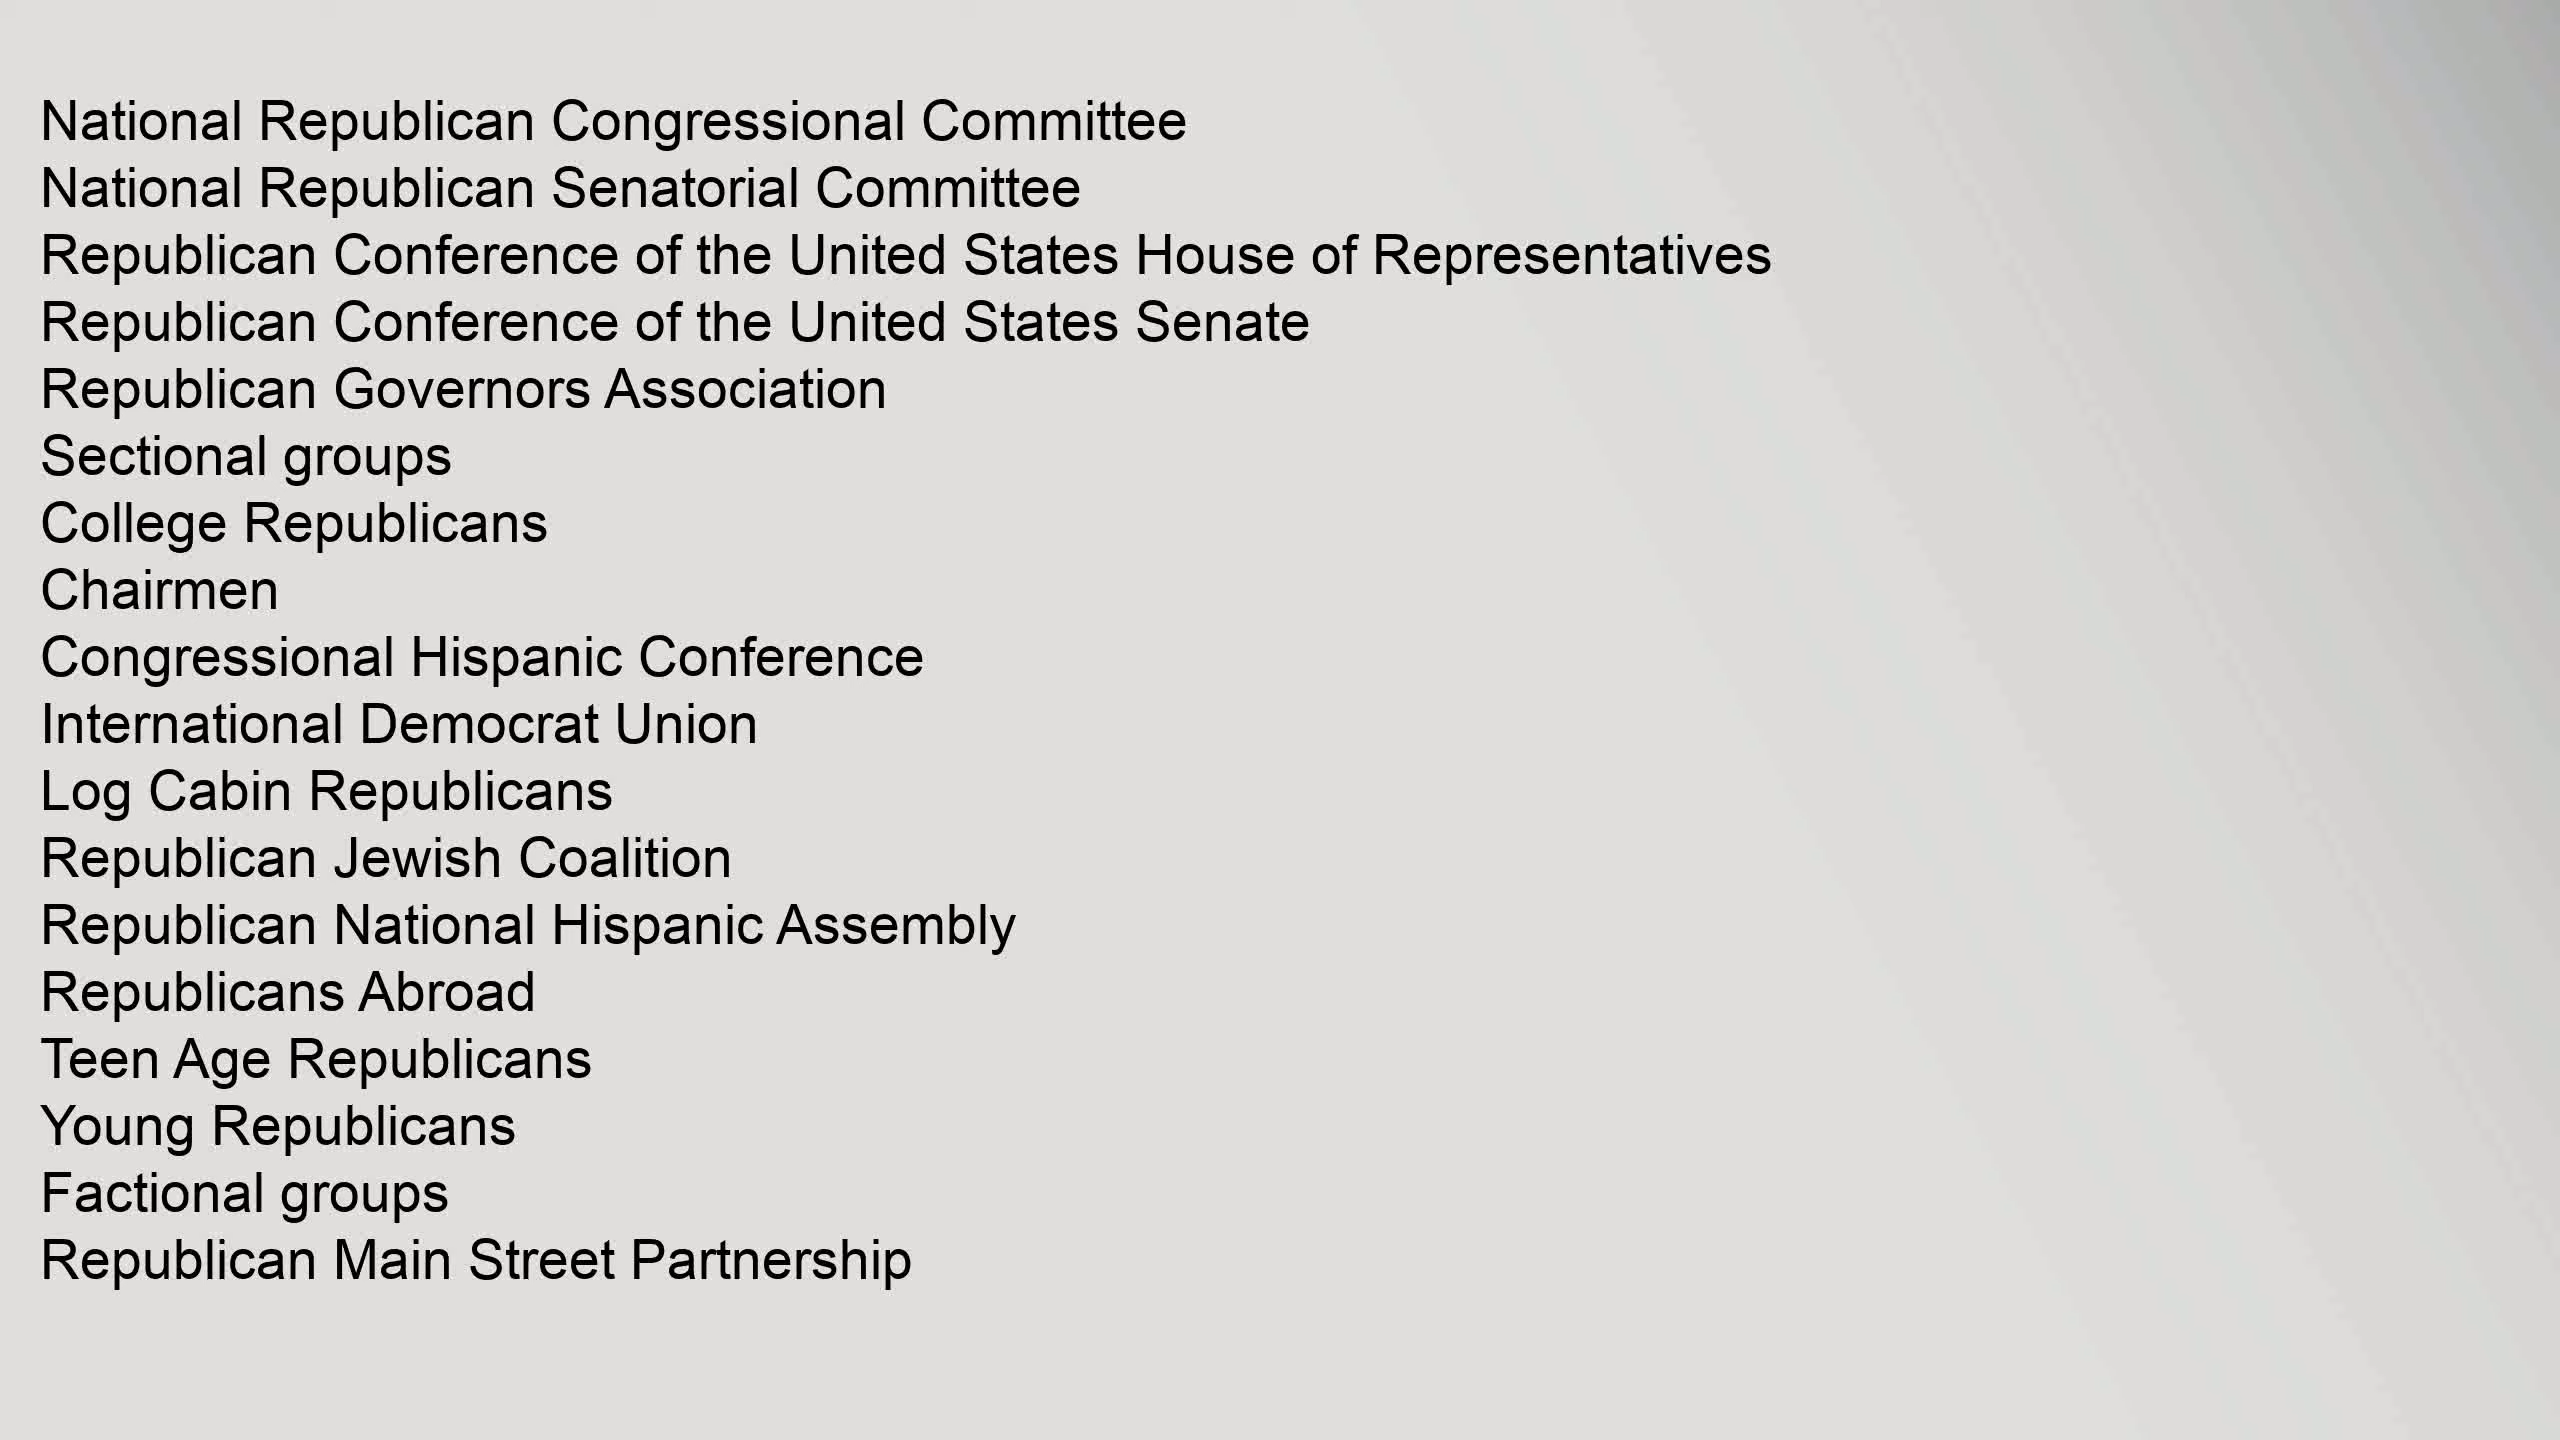 National Republican Congressional Committee
National Republican Senatorial Committee
Republican Conference of the United States House of Representatives
Republican Conference of the United States Senate
Republican Governors Association
Sectional groups
College Republicans
Chairmen
Congressional Hispanic Conference
International Democrat Union
Log Cabin Republicans
Republican Jewish Coalition
Republican National Hispanic Assembly
Republicans Abroad
Teen Age Republicans
Young Republicans
Factional groups
Republican Main Street Partnership